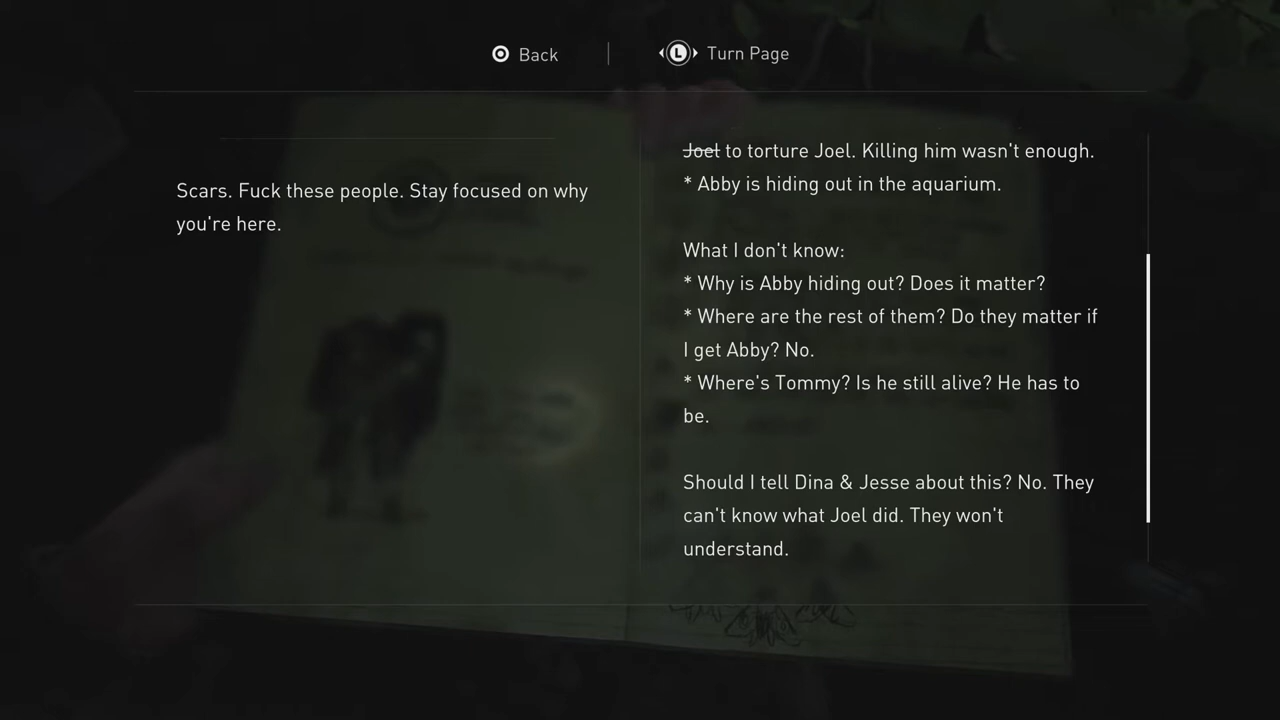 Back
L Turn Page
Scars. Fuck these people. Stay focused on why
you're here.
Joel to torture Joel. Killing him wasn't enough.
* Abby is hiding out in the aquarium.
What I don't know:
* Why is Abby hiding out? Does it matter?
* Where are the rest of them? Do they matter if
I get Abby? No.
* Where's Tommy? Is he still alive? He has to
be.
Should I tell Dina & Jesse about this? No. They
can't know what Joel did. They won't
understand.